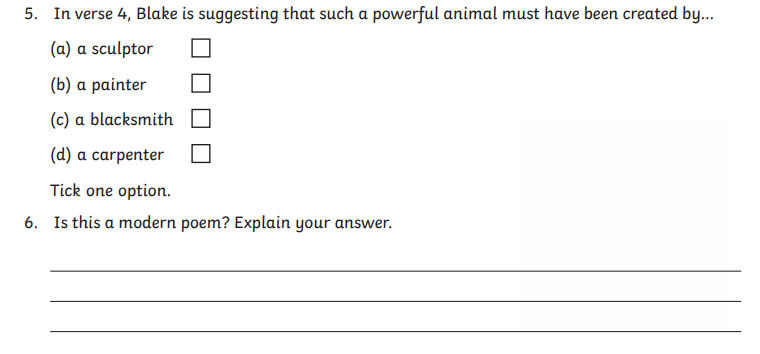 5. In verse 4, Blake is suggesting that such a powerful animal must have been created by...
(a) a sculptor
(b) a painter
(c) a blacksmith
(d) a carpenter
Tick one option.
6. Is this a modern poem? Explain your answer.